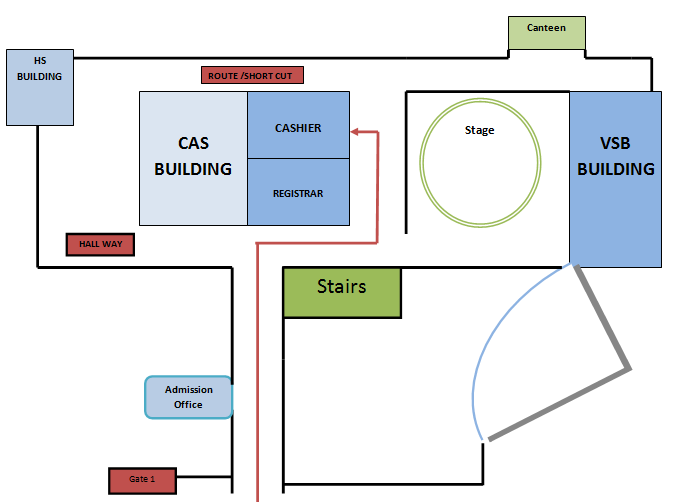 Canteen
HS
BUILDING
ROUTE /SHORT CUT
CAS
BUILDING
CASHIER
REGISTRAR
Stage
VSB
BUILDING
HALL WAY
Stairs
Admission
Office
Gate 1